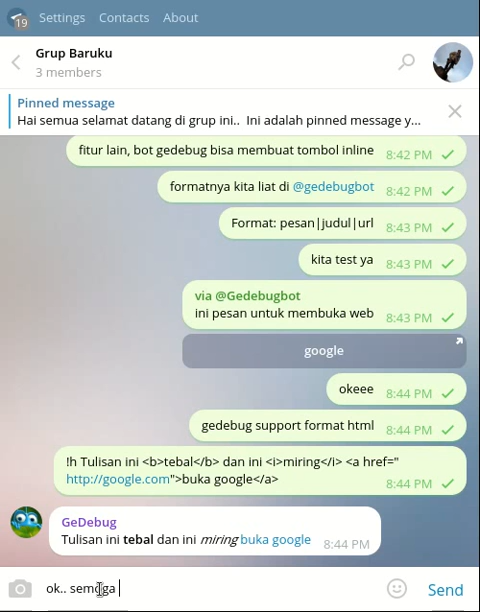 19 Settings Contacts About
Grup Baruku
3 members
Pinned message
Hai semua selamat datang di grup ini.. Ini adalah pinned message y...
fitur lain, bot gedebug bisa membuat tombol inline 8:42 PM
formatnya kita liat di @gedebugbot 8:42 PM
Format: pesan|judul|url 8:43 PM
kita test ya 8:43 PM
via @Gedebugbot
ini pesan untuk membuka web 8:43 PM
google
okeee 8:44 PM
gedebug support format html 8:44 PM
!h Tulisan ini <b>tebal</b> dan ini <i>miring</i> <a href="
http://google.com">buka google</a> 8:44 PM
GeDebug
Tulisan ini tebal dan ini miring buka google 8:44 PM
ok.. semoga Send